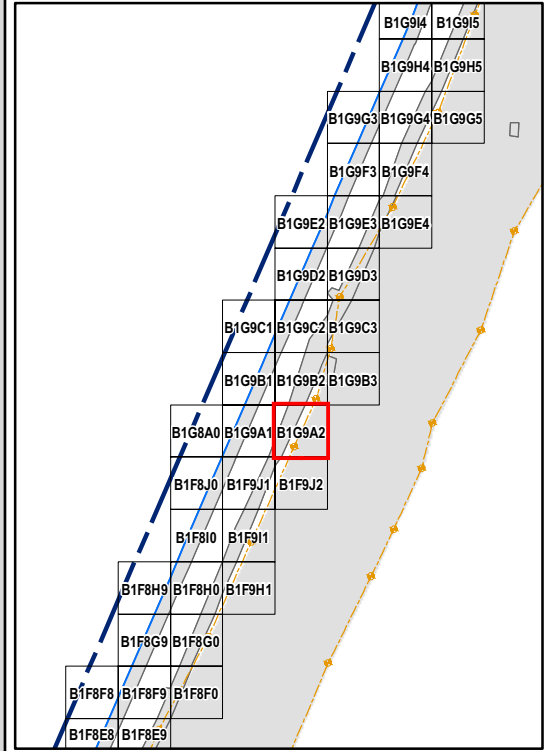 B1G9I4 B1G9I5
B1G9H4 B1G9H5
B1G9G3 B1G9G4 B1G9G5
B1G9F3 B1G9F4
B1G9E2 B1G9E3 B1G9E4
B1G9D2 B1G9D3
B1G9C1 B1G9C2 B1G9C3
B1G9B1 B1G9B2 B1G9B3
B1G8A0 B1G9A1 B1G9A2
B1F8J0 B1F9J1 B1F9J2
B1F8I0 B1F9I1
B1F8H9 B1F8H0 B1F9H1
B1F8G9 B1F8G0
B1F8F8 B1F8F9 B1F8F0
B1F8E8 B1F8E9